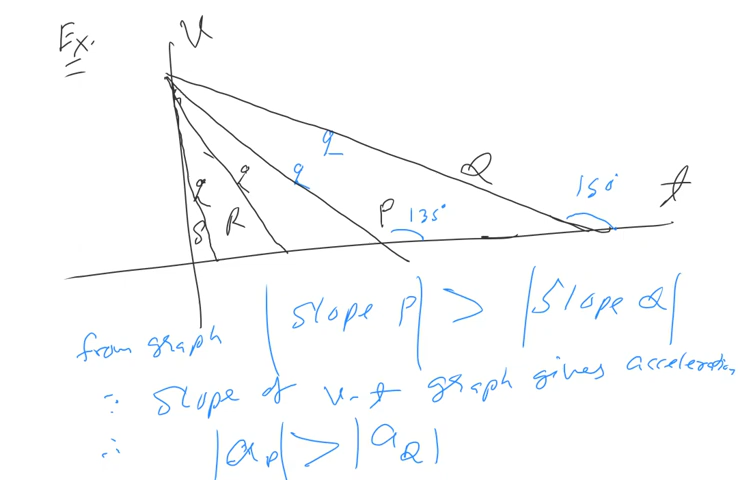 Ex.
v
q
Q
150°
t
q
q
q
P
135°
S
R
from graph |slope P| > |slope Q|
∵ slope of v-t graph gives acceleration
∴ |a_P| > |a_Q|